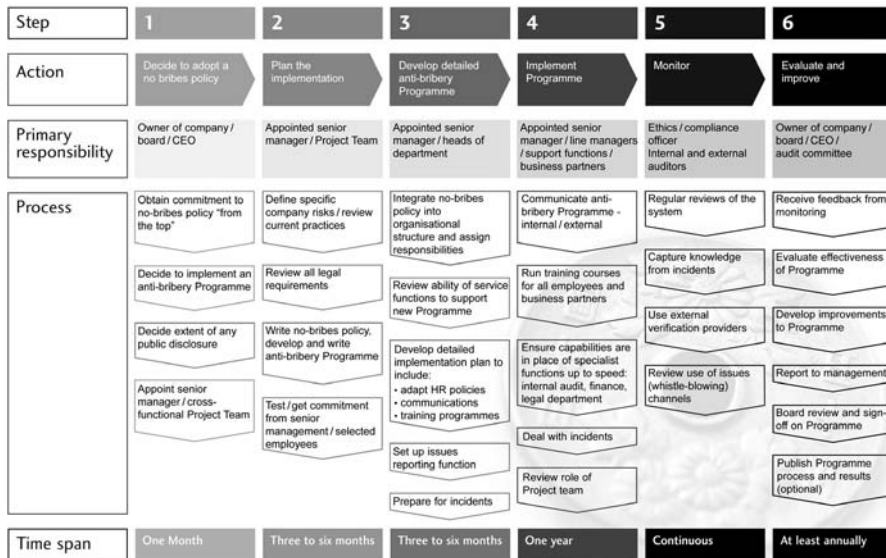 Step
1
2
3
4
5
6
Action
Decide to adopt a
no bribes policy
Plan the
implementation
Develop detailed
anti-bribery
Programme
Implement
Programme
Monitor
Evaluate and
improve
Primary
responsibility
Owner of company /
board / CEO
Appointed senior
manager / Project Team
Appointed senior
manager / heads of
department
Appointed senior
manager / line managers
/ support functions /
business partners
Ethics / compliance
officer
Internal and external
auditors
Owner of company /
board / CEO /
audit committee
Process
Obtain commitment to
no-bribes policy “from
the top”
Decide to implement an
anti-bribery Programme
Decide extent of any
public disclosure
Appoint senior
manager / cross-
functional Project Team
Define specific
company risks / review
current practices
Review all legal
requirements
Write no-bribes policy,
develop and write
anti-bribery Programme
Test / get commitment
from senior
management / selected
employees
Integrate no-bribes
policy into
organisational
structure and assign
responsibilities
Review ability of service
functions to support
new Programme
Develop detailed
implementation plan to
include:
• adapt HR policies
• communications
• training programmes
Set up issues
reporting function
Prepare for incidents
Communicate anti-
bribery Programme -
internal / external
Run training courses
for all employees and
business partners
Ensure capabilities are
in place of specialist
functions up to speed:
internal audit, finance,
legal department
Deal with incidents
Review role of
Project team
Regular reviews of the
system
Capture knowledge
from incidents
Use external
verification providers
Review use of issues
(whistle-blowing)
channels
Receive feedback from
monitoring
Evaluate effectiveness
of Programme
Develop improvements
to Programme
Report to management
Board review and sign-
off on Programme
Publish Programme
process and results
(optional)
Time span
One Month
Three to six months
Three to six months
One year
Continuous
At least annually